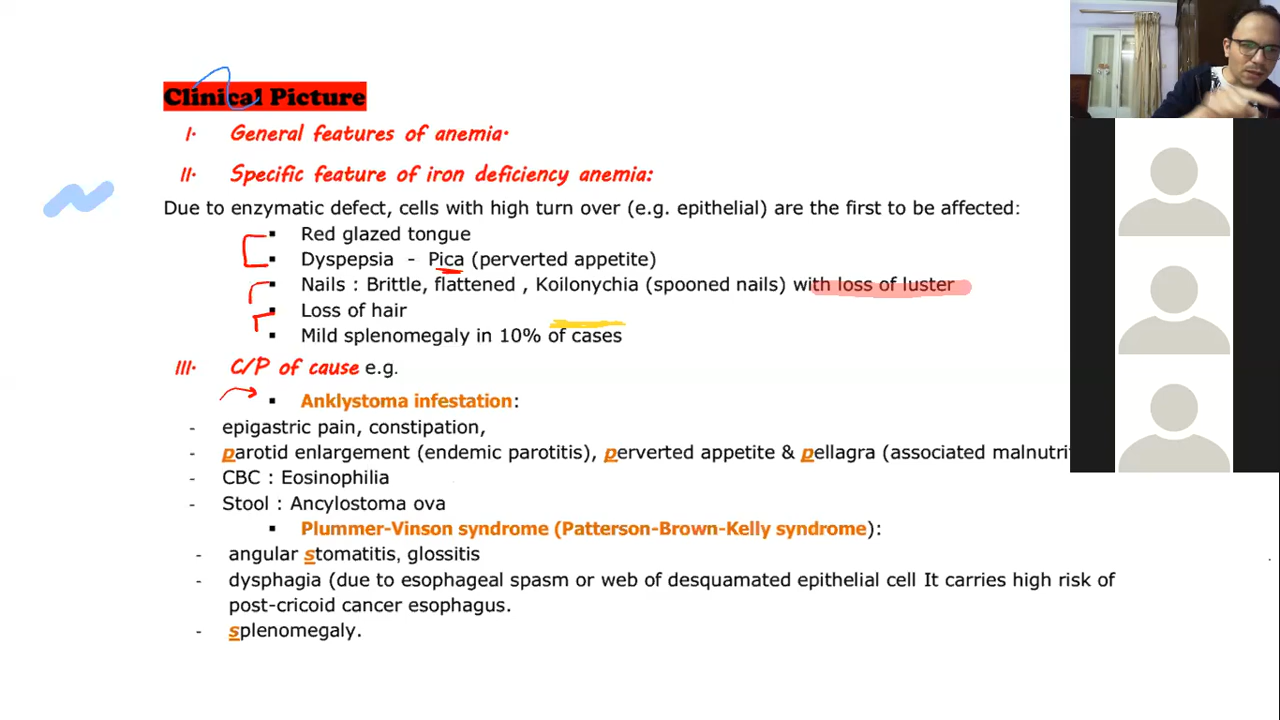 Clinical Picture
I. General features of anemia.
II. Specific feature of iron deficiency anemia:
Due to enzymatic defect, cells with high turn over (e.g. epithelial) are the first to be affected:
▪ Red glazed tongue
▪ Dyspepsia - Pica (perverted appetite)
▪ Nails : Brittle, flattened , Koilonychia (spooned nails) with loss of luster
▪ Loss of hair
▪ Mild splenomegaly in 10% of cases
III. C/P of cause e.g.
▪ Anklystoma infestation:
- epigastric pain, constipation,
- parotid enlargement (endemic parotitis), perverted appetite & pellagra (associated
- CBC : Eosinophilia
- Stool : Ancylostoma ova
▪ Plummer-Vinson syndrome (Patterson-Brown-Kelly syndrome):
- angular stomatitis, glossitis
- dysphagia (due to esophageal spasm or web of desquamated epithelial cell It carries high risk of
post-cricoid cancer esophagus.
- splenomegaly.